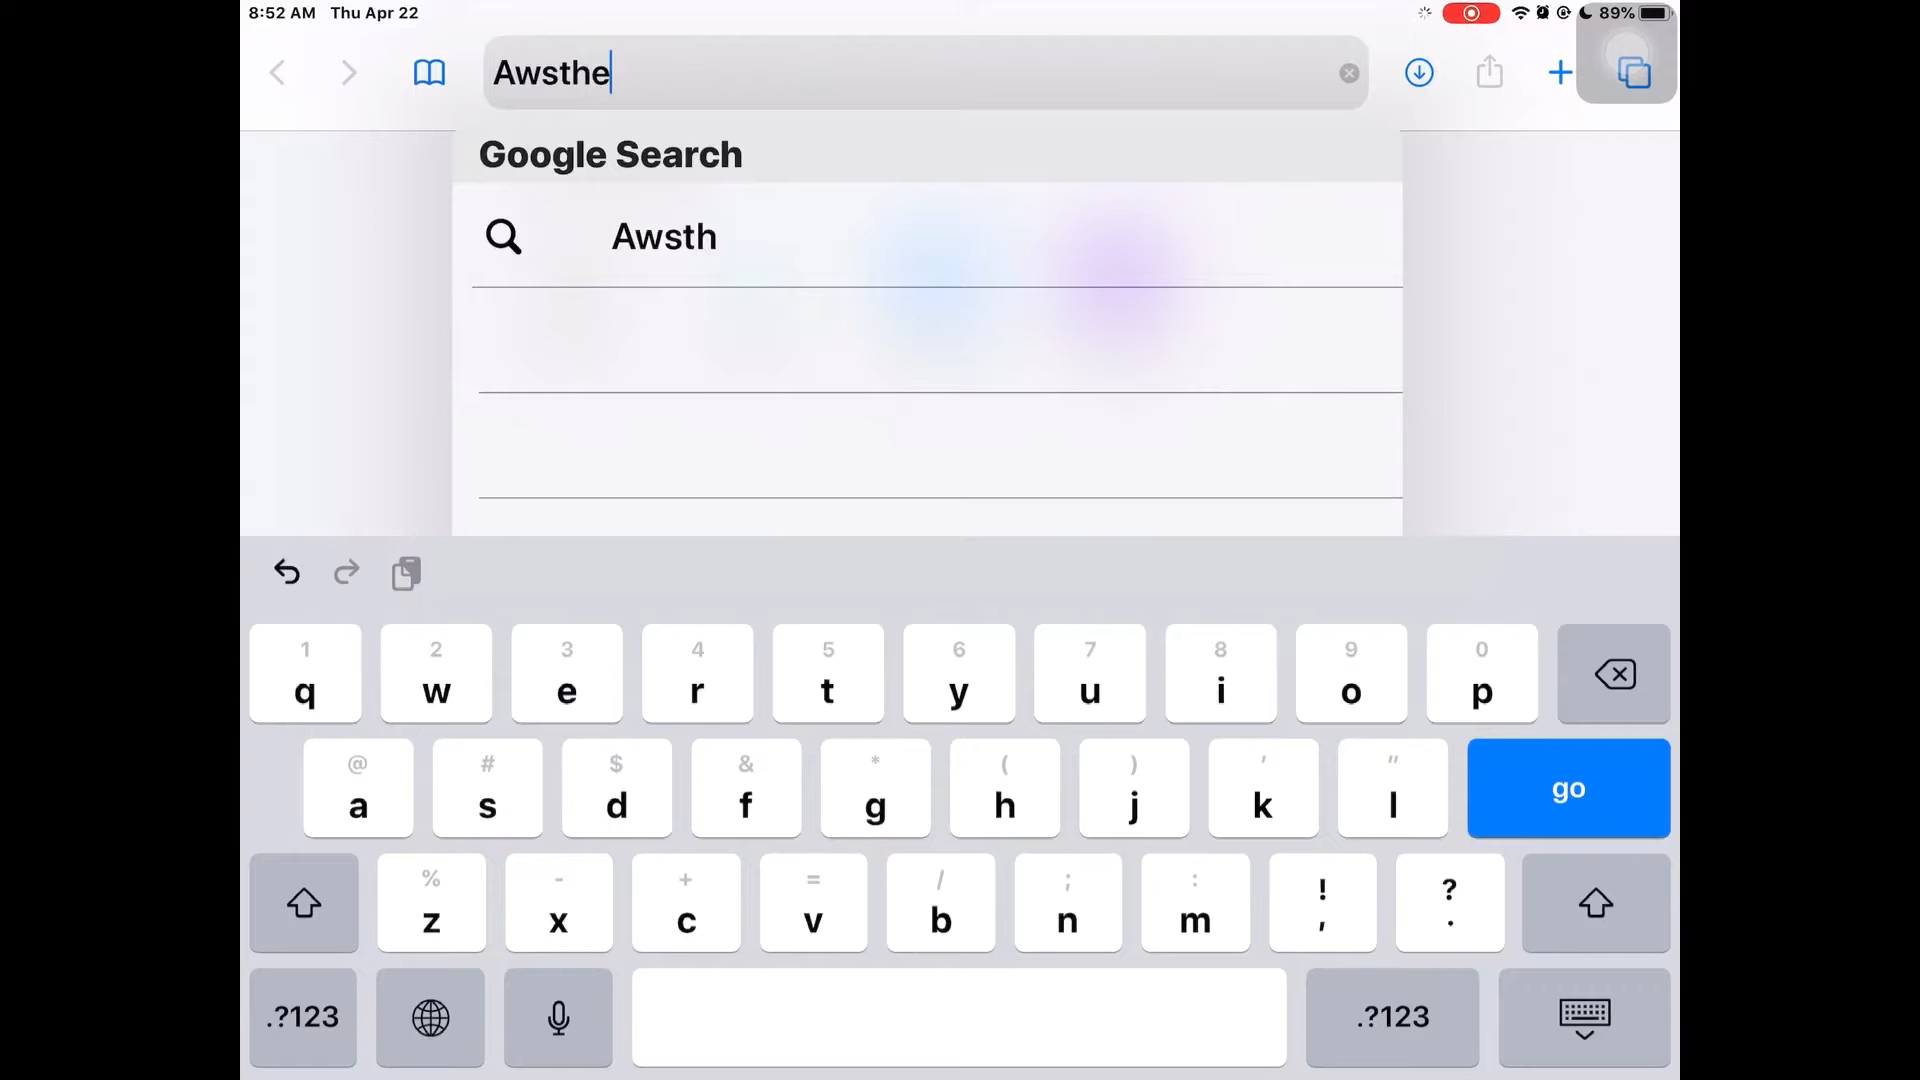 8:52 AM Thu Apr 22
89%
Awsthe
Google Search
Awsth
1 2 3 4 5 6 7 8 9 0
q w e r t y u i o p
@ # $ & * ( ) ' "
a s d f g h j k l go
% - + = / ; : ! ?
z x c v b n m , .
.?123 .?123